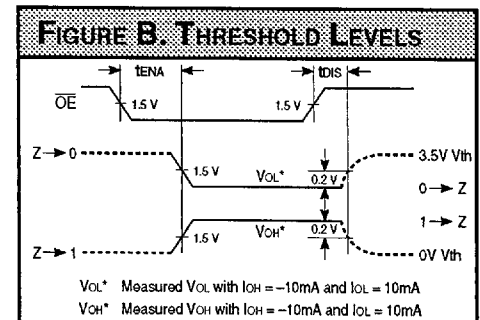 FIGURE B. THRESHOLD LEVELS
tENA tDIS
OE 1.5 V 1.5 V
Z→0 3.5V Vth
1.5 V VOL* 0.2 V
0→Z
1→Z
1.5 V VOH* 0.2 V
Z→1 0V Vth
VOL* Measured VOL with IOH = –10mA and IOL = 10mA
VOH* Measured VOH with IOH = –10mA and IOL = 10mA